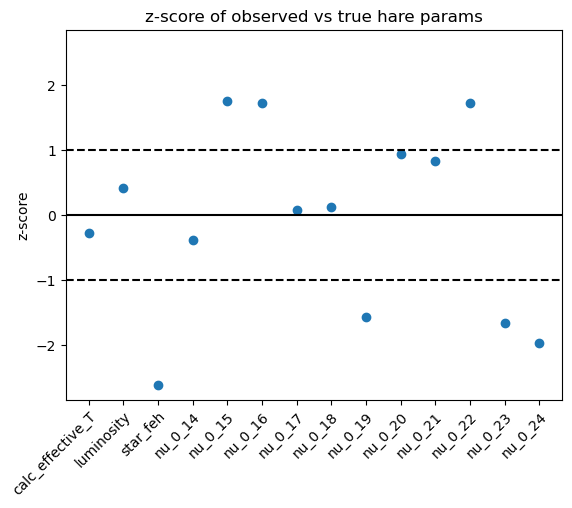 z-score of observed vs true hare params
z-score
2
1
0
−1
−2
calc_effective_T
luminosity
star_feh
nu_0_14
nu_0_15
nu_0_16
nu_0_17
nu_0_18
nu_0_19
nu_0_20
nu_0_21
nu_0_22
nu_0_23
nu_0_24